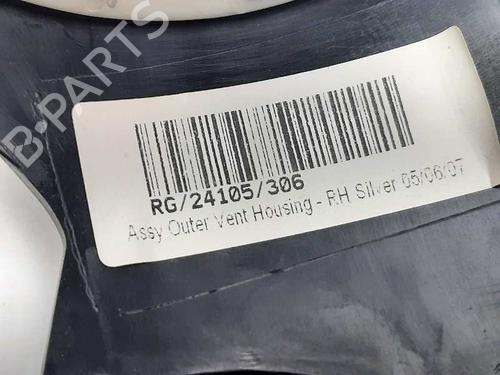 B-PARTS
RG/24105/306
Assy Outer Vent Housing - RH Silver 05/06/07